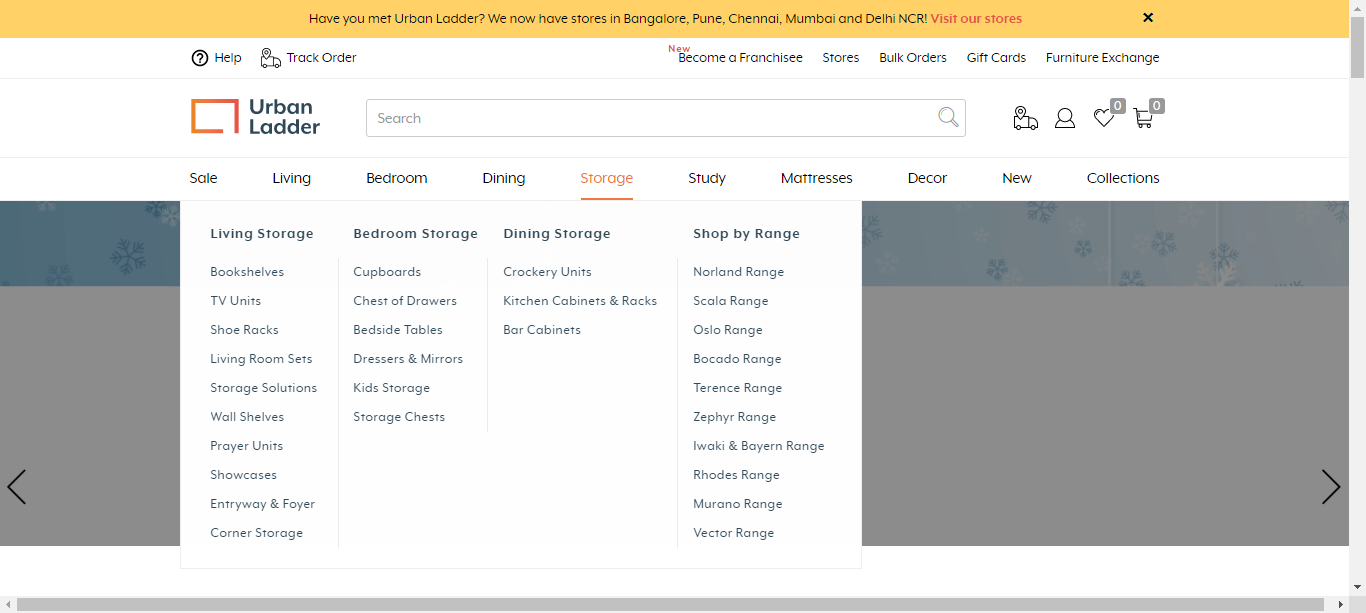 Have you met Urban Ladder? We now have stores in Bangalore, Pune, Chennai, Mumbai and Delhi NCR! Visit our stores
Help Track Order New Become a Franchisee Stores Bulk Orders Gift Cards Furniture Exchange
Urban
Ladder
Search
0 0
Sale Living Bedroom Dining Storage Study Mattresses Decor New Collections
Living Storage
Bookshelves
TV Units
Shoe Racks
Living Room Sets
Storage Solutions
Wall Shelves
Prayer Units
Showcases
Entryway & Foyer
Corner Storage
Bedroom Storage
Cupboards
Chest of Drawers
Bedside Tables
Dressers & Mirrors
Kids Storage
Storage Chests
Dining Storage
Crockery Units
Kitchen Cabinets & Racks
Bar Cabinets
Shop by Range
Norland Range
Scala Range
Oslo Range
Bocado Range
Terence Range
Zephyr Range
Iwaki & Bayern Range
Rhodes Range
Murano Range
Vector Range